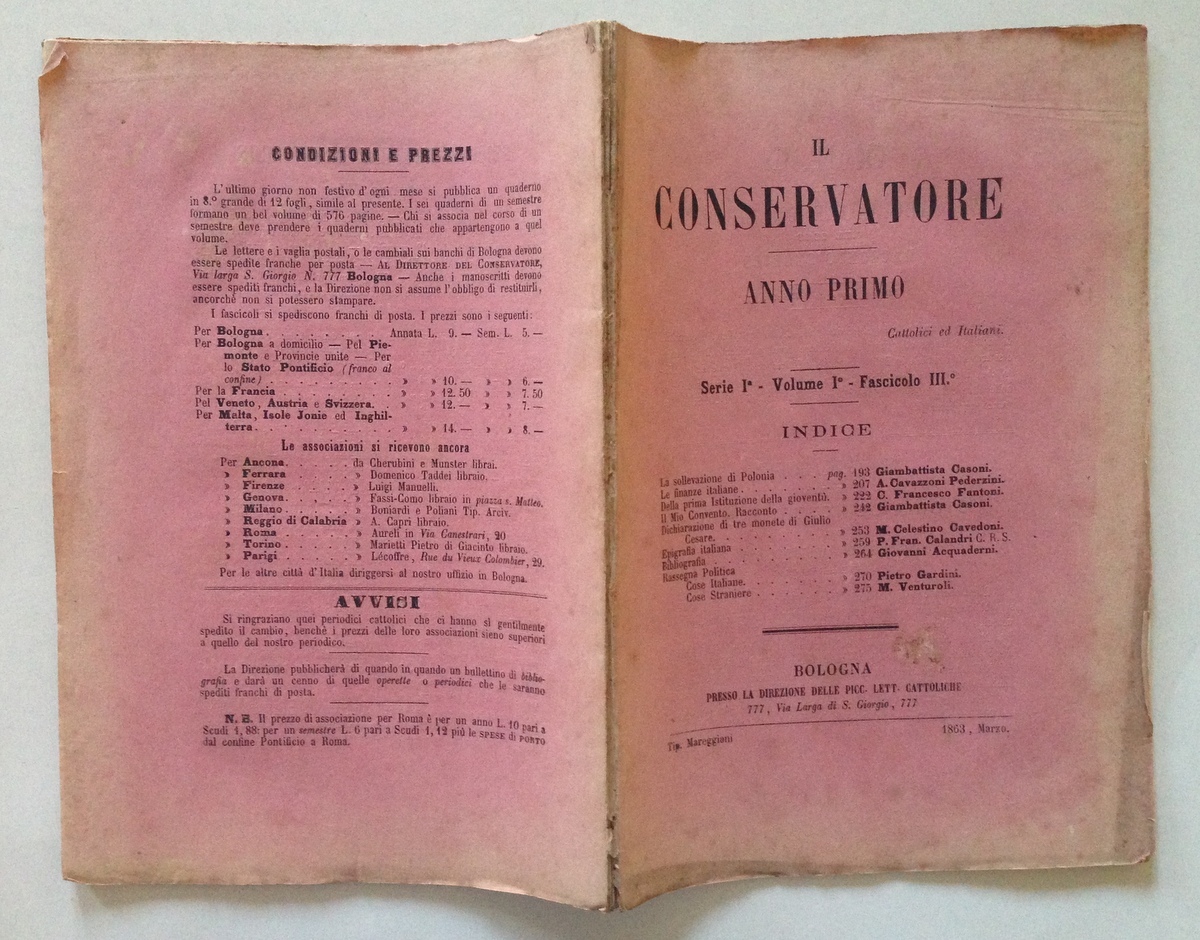 CONDIZIONI E PREZZI
L'ultimo giorno non festivo d'ogni mese si pubblica un quaderno
in 8.° grande di 12 fogli, simile al presente. I sei quaderni di un semestre
formano un bel volume di 576 pagine. — Chi si associa nel corso di un
semestre deve prendere i quaderni pubblicati che appartengono a quel
volume.
Le lettere e i vaglia postali, o le cambiali sui banchi di Bologna devono
essere spedite franche per posta — AL DIRETTORE DEL CONSERVATORE,
Via larga S. Giorgio N. 777 Bologna — Anche i manoscritti devono
essere spediti franchi, e la Direzione non si assume l'obbligo di restituirli,
ancorchè non si potessero stampare.
I fascicoli si spediscono franchi di posta. I prezzi sono i seguenti:
Per Bologna . . . . . . . . Annata L. 9. — Sem. L. 5. —
Per Bologna a domicilio — Pel Pie-
monte e Provincie unite — Per
lo Stato Pontificio (franco al
confine) . . . . . . . . . » » 10. — » » 6. —
Per la Francia . . . . . . . » » 12. 50 » » 7. 50
Pel Veneto, Austria e Svizzera. . » » 12. — » » 7. —
Per Malta, Isole Jonie ed Inghil-
terra. . . . . . . . . . » » 14. — » » 8. —
Le associazioni si ricevono ancora
Per Ancona. . . . . da Cherubini e Munster librai.
» Ferrara . . . . » Domenico Taddei libraio.
» Firenze . . . . » Luigi Manuelli.
» Genova. . . . . » Fassi-Como libraio in piazza s. Matteo.
» Milano . . . . . » Boniardi e Poliani Tip. Arciv.
» Reggio di Calabria » A. Capri libraio.
» Roma . . . . . » Aureli in Via Canestrari, 20
» Torino . . . . . » Marietti Pietro di Giacinto libraio.
» Parigi . . . . . » Lécoffre, Rue du Vieux Colombier, 29.
Per le altre città d'Italia diriggersi al nostro uffizio in Bologna.
AVVISI
Si ringraziano quei periodici cattolici che ci hanno sì gentilmente
spedito il cambio, benchè i prezzi delle loro associazioni sieno superiori
a quello del nostro periodico.
La Direzione pubblicherà di quando in quando un bullettino di biblio-
grafia e darà un cenno di quelle operette o periodici che le saranno
spediti franchi di posta.
N. B. Il prezzo di associazione per Roma è per un anno L. 10 pari a
Scudi 1, 88: per un semestre L. 6 pari a Scudi 1, 12 più le SPESE di PORTO
dal confine Pontificio a Roma.
IL
CONSERVATORE
ANNO PRIMO
Cattolici ed Italiani.
Serie Iª - Volume Iº - Fascicolo III.º
INDICE
La sollevazione di Polonia . . . pag. 193 Giambattista Casoni.
Le finanze italiane . . . . . . . » 207 A. Cavazzoni Pederzini.
Della prima Istituzione della gioventù. » 222 C. Francesco Fantoni.
Il Mio Convento. Racconto . . . . . » 242 Giambattista Casoni.
Dichiarazione di tre monete di Giulio
Cesare. . . . . . . . . . » 253 M. Celestino Cavedoni.
Epigrafia italiana . . . . . . . » 259 P. Fran. Calandri C. R. S.
Bibliografia . . . . . . . . . » 264 Giovanni Acquaderni.
Rassegna Politica
Cose Italiane. . . . . . . . » 270 Pietro Gardini.
Cose Straniere . . . . . . . » 275 M. Venturoli.
BOLOGNA
PRESSO LA DIREZIONE DELLE PICC. LETT. CATTOLICHE
777, Via Larga di S. Giorgio, 777
Tip. Mareggiani
1863, Marzo.